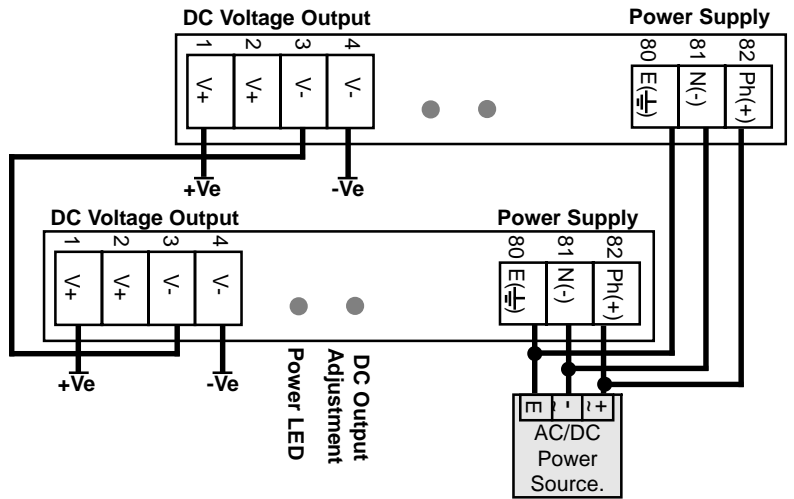 DC Voltage Output
Power Supply
1 2 3 4
80 81 82
V+ V+ V- V-
E( ) N(-) Ph(+)
+Ve
-Ve
DC Voltage Output
Power Supply
1 2 3 4
80 81 82
V+ V+ V- V-
E( ) N(-) Ph(+)
+Ve
-Ve
Power LED
DC Output
Adjustment
E - ~ + ~
AC/DC
Power
Source.